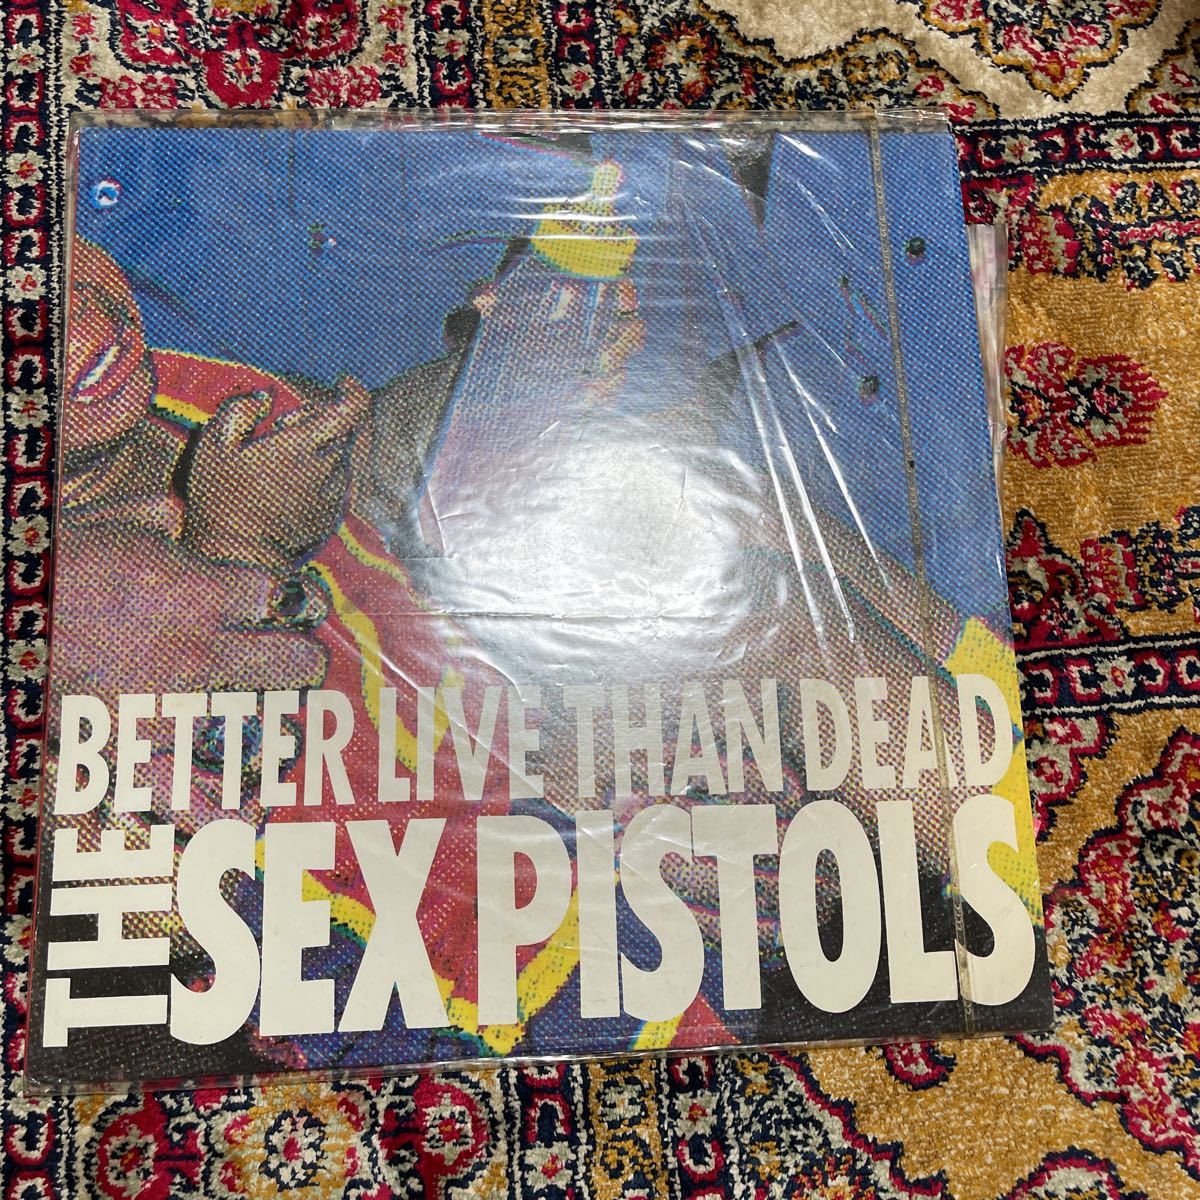 BETTER LIVE THAN DEAD
THE
SEX PISTOLS